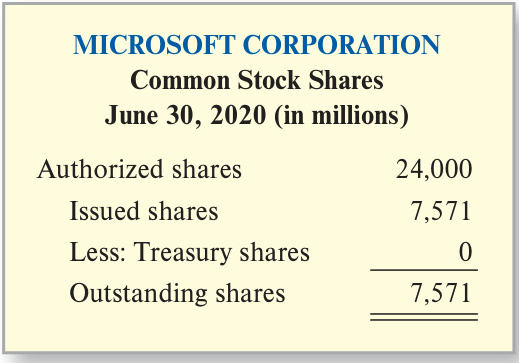 MICROSOFT CORPORATION
Common Stock Shares
June 30, 2020 (in millions)
Authorized shares 24,000
Issued shares 7,571
Less: Treasury shares 0
Outstanding shares 7,571